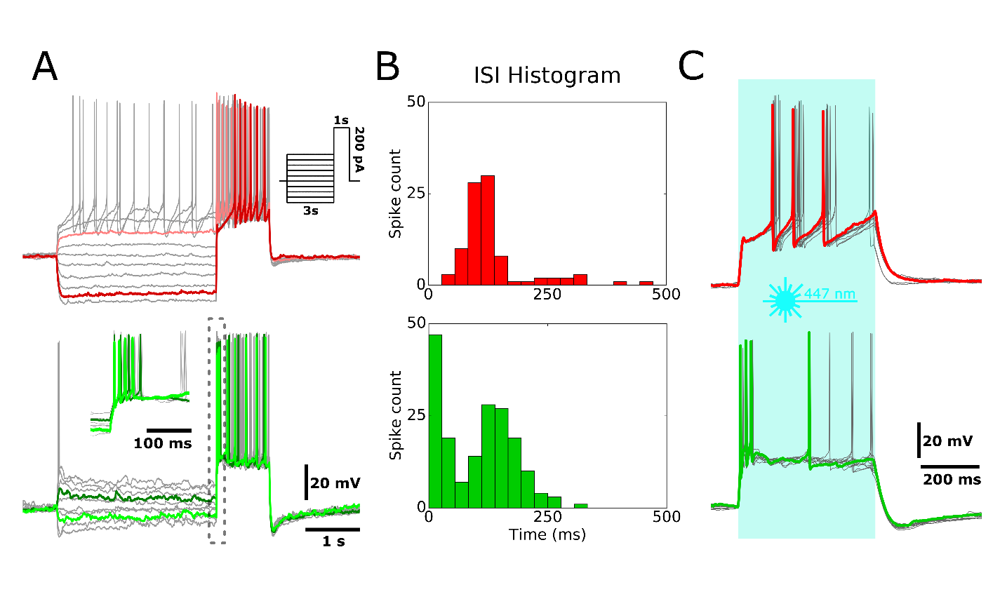 A
1s
200 pA
3s
100 ms
20 mV
1 s
B
ISI Histogram
50
25
0
Spike count
0
250
500
50
25
0
Spike count
0
250
500
Time (ms)
C
447 nm
20 mV
200 ms